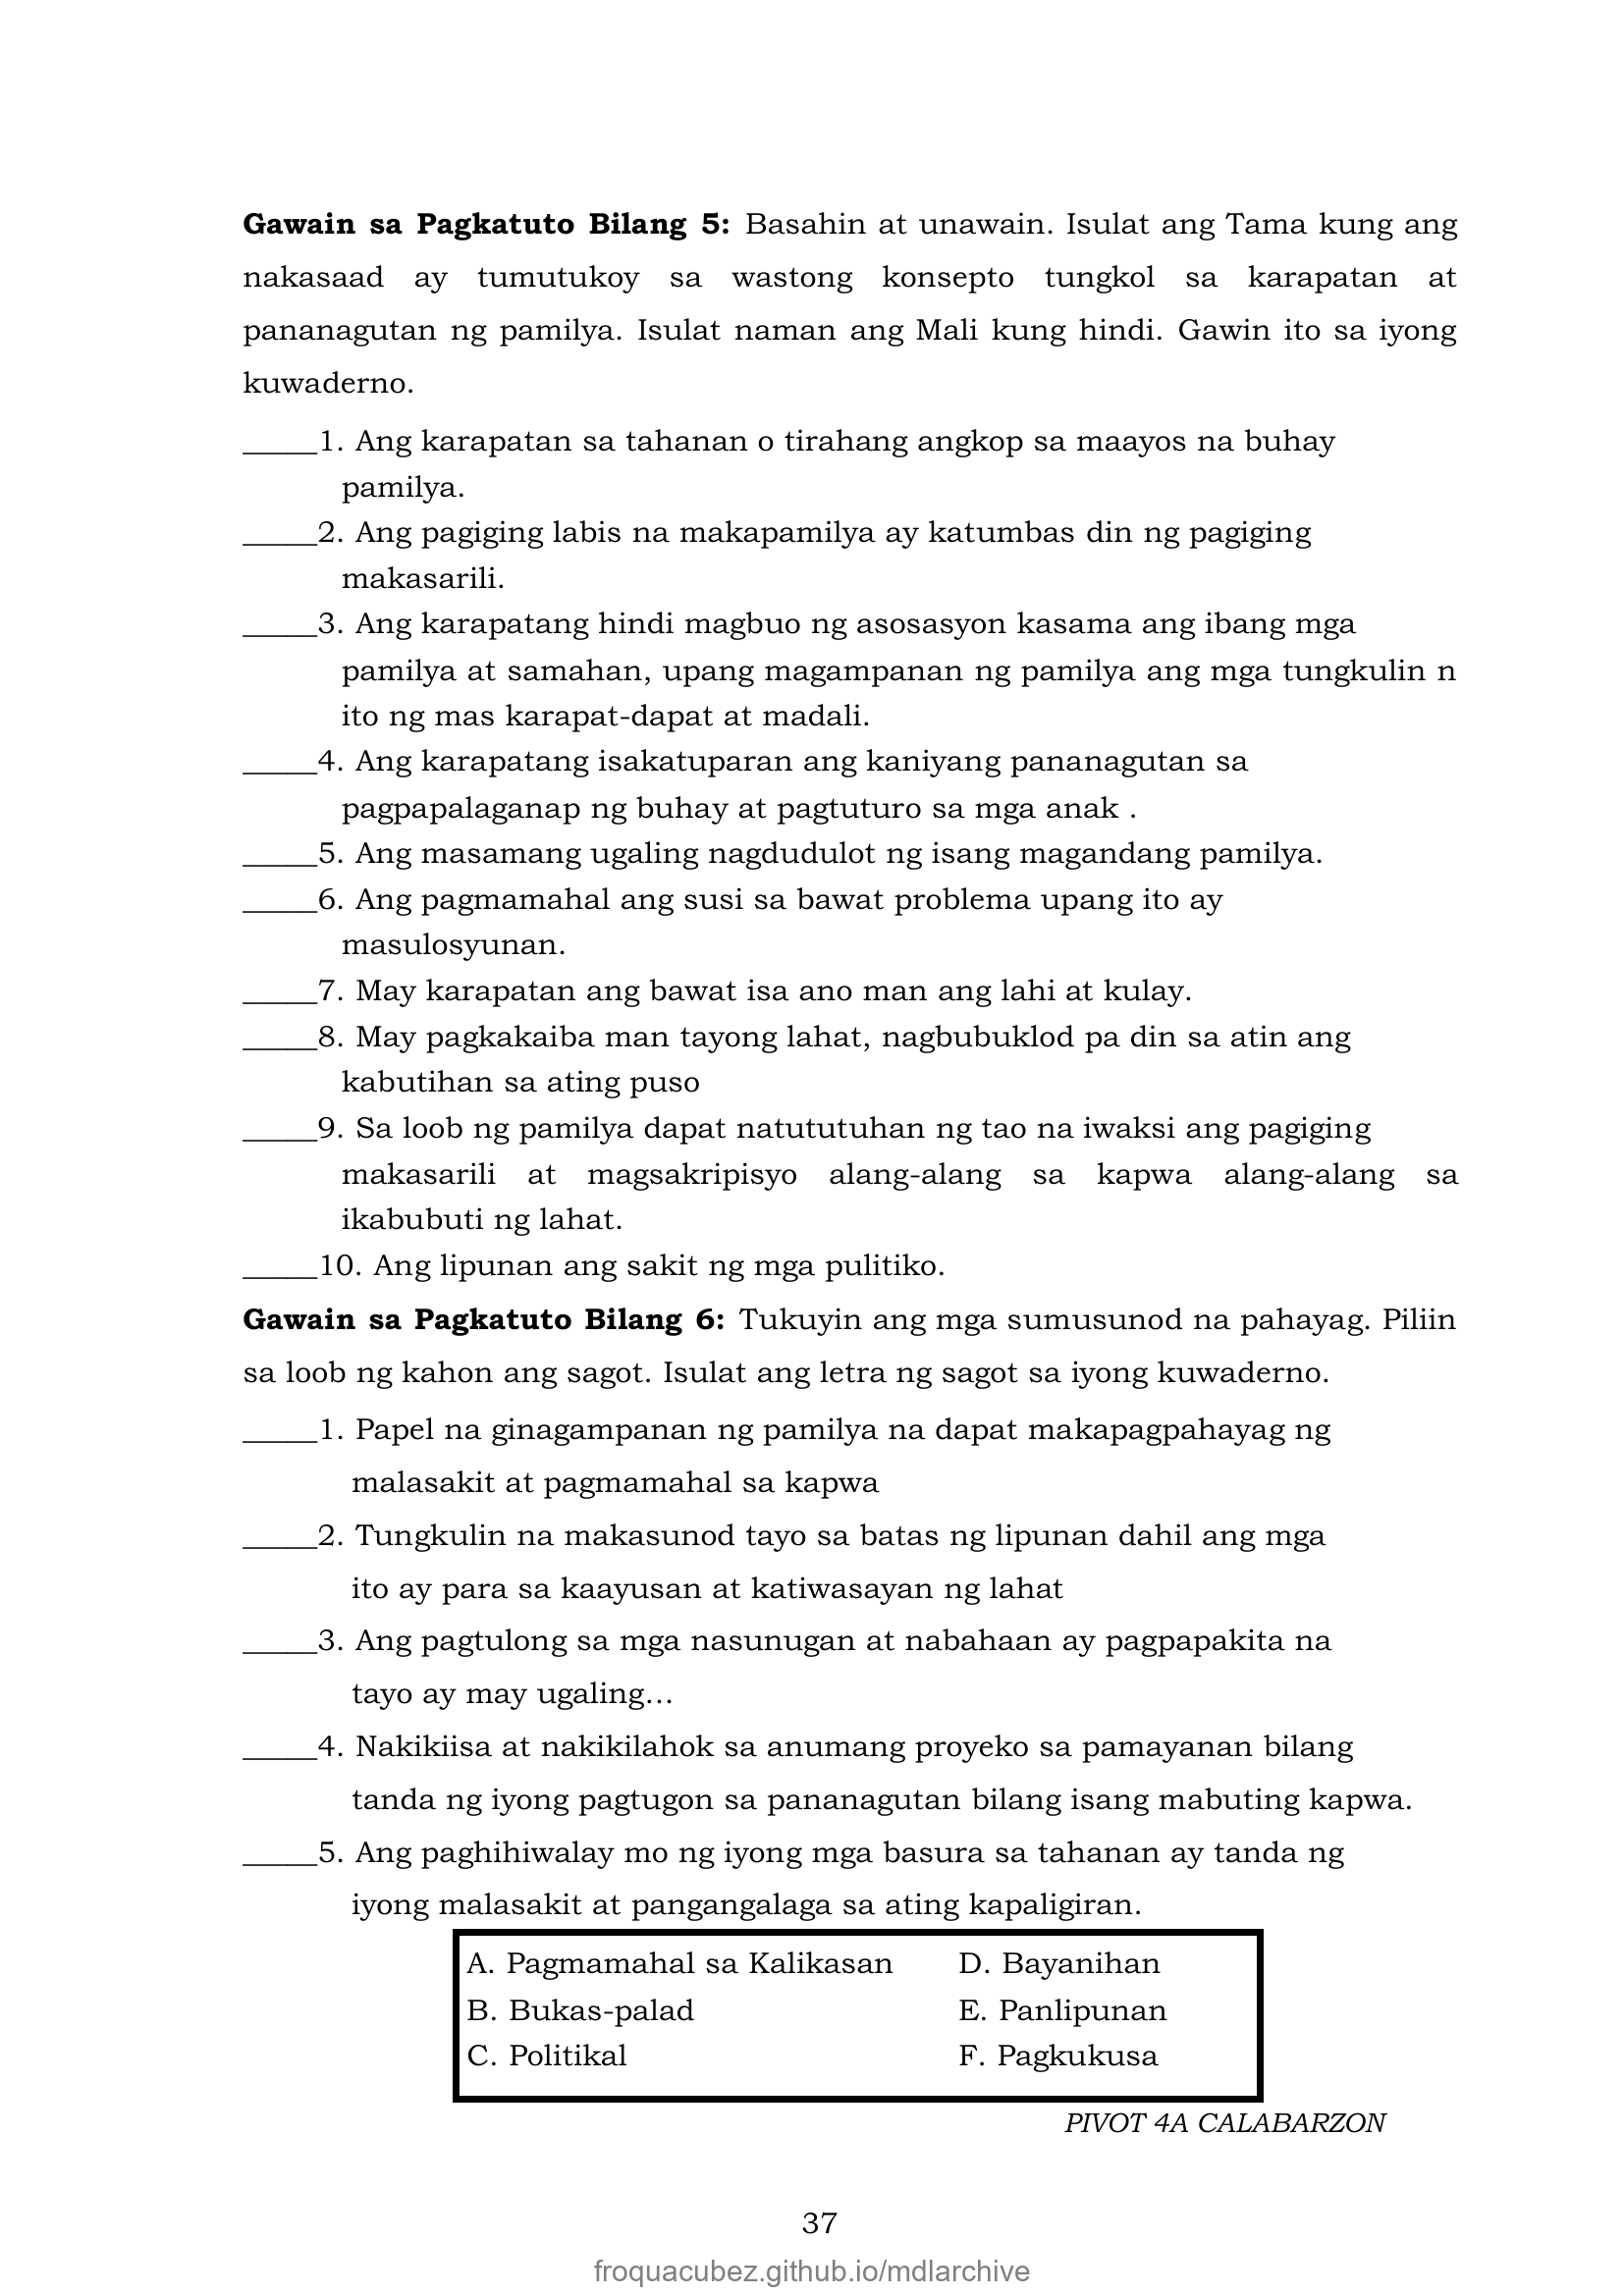 Gawain sa Pagkatuto Bilang 5: Basahin at unawain. Isulat ang Tama kung ang
nakasaad ay tumutukoy sa wastong konsepto tungkol sa karapatan at
pananagutan ng pamilya. Isulat naman ang Mali kung hindi. Gawin ito sa iyong
kuwaderno.
_____1. Ang karapatan sa tahanan o tirahang angkop sa maayos na buhay
pamilya.
_____2. Ang pagiging labis na makapamilya ay katumbas din ng pagiging
makasarili.
_____3. Ang karapatang hindi magbuo ng asosasyon kasama ang ibang mga
pamilya at samahan, upang magampanan ng pamilya ang mga tungkulin n
ito ng mas karapat-dapat at madali.
_____4. Ang karapatang isakatuparan ang kaniyang pananagutan sa
pagpapalaganap ng buhay at pagtuturo sa mga anak .
_____5. Ang masamang ugaling nagdudulot ng isang magandang pamilya.
_____6. Ang pagmamahal ang susi sa bawat problema upang ito ay
masulosyunan.
_____7. May karapatan ang bawat isa ano man ang lahi at kulay.
_____8. May pagkakaiba man tayong lahat, nagbubuklod pa din sa atin ang
kabutihan sa ating puso
_____9. Sa loob ng pamilya dapat natututuhan ng tao na iwaksi ang pagiging
makasarili at magsakripisyo alang-alang sa kapwa alang-alang sa
ikabubuti ng lahat.
_____10. Ang lipunan ang sakit ng mga pulitiko.
Gawain sa Pagkatuto Bilang 6: Tukuyin ang mga sumusunod na pahayag. Piliin
sa loob ng kahon ang sagot. Isulat ang letra ng sagot sa iyong kuwaderno.
_____1. Papel na ginagampanan ng pamilya na dapat makapagpahayag ng
malasakit at pagmamahal sa kapwa
_____2. Tungkulin na makasunod tayo sa batas ng lipunan dahil ang mga
ito ay para sa kaayusan at katiwasayan ng lahat
_____3. Ang pagtulong sa mga nasunugan at nabahaan ay pagpapakita na
tayo ay may ugaling…
_____4. Nakikiisa at nakikilahok sa anumang proyeko sa pamayanan bilang
tanda ng iyong pagtugon sa pananagutan bilang isang mabuting kapwa.
_____5. Ang paghihiwalay mo ng iyong mga basura sa tahanan ay tanda ng
iyong malasakit at pangangalaga sa ating kapaligiran.
A. Pagmamahal sa Kalikasan D. Bayanihan
B. Bukas-palad E. Panlipunan
C. Politikal F. Pagkukusa
PIVOT 4A CALABARZON
37
froquacubez.github.io/mdlarchive